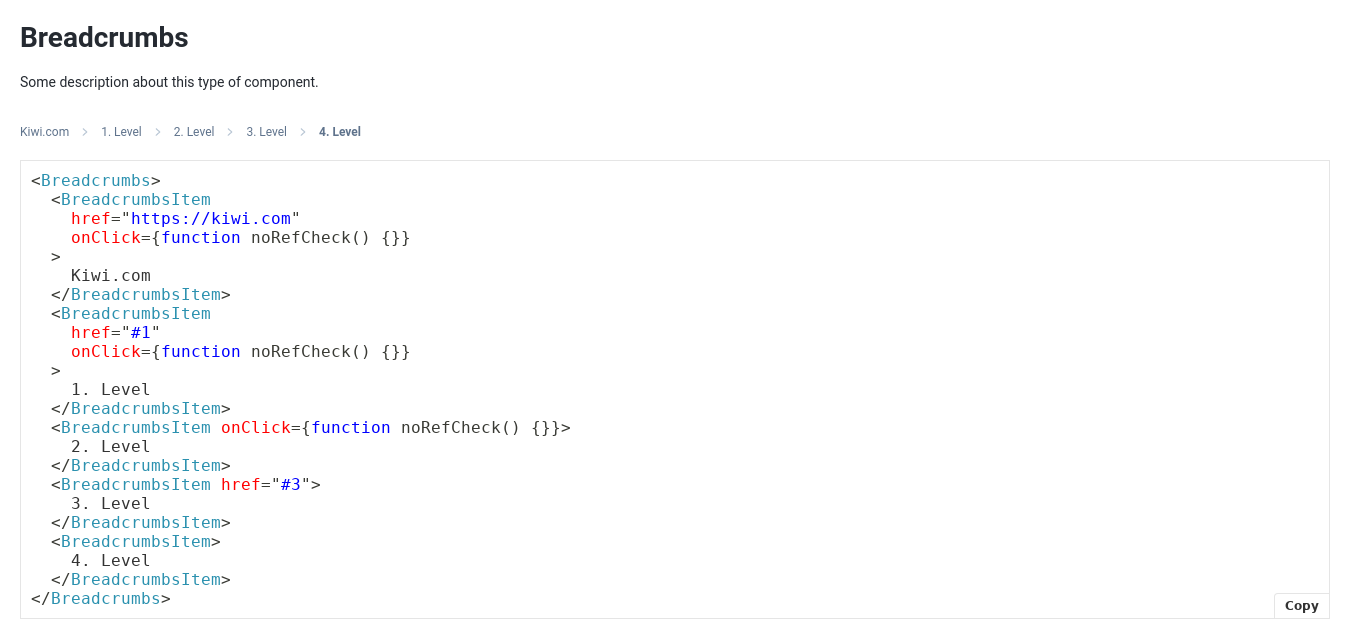 Breadcrumbs
Some description about this type of component.
Kiwi.com > 1. Level > 2. Level > 3. Level > 4. Level
<Breadcrumbs>
  <BreadcrumbsItem
    href="https://kiwi.com"
    onClick={function noRefCheck() {}}
  >
    Kiwi.com
  </BreadcrumbsItem>
  <BreadcrumbsItem
    href="#1"
    onClick={function noRefCheck() {}}
  >
    1. Level
  </BreadcrumbsItem>
  <BreadcrumbsItem onClick={function noRefCheck() {}}>
    2. Level
  </BreadcrumbsItem>
  <BreadcrumbsItem href="#3">
    3. Level
  </BreadcrumbsItem>
  <BreadcrumbsItem>
    4. Level
  </BreadcrumbsItem>
</Breadcrumbs>
Copy